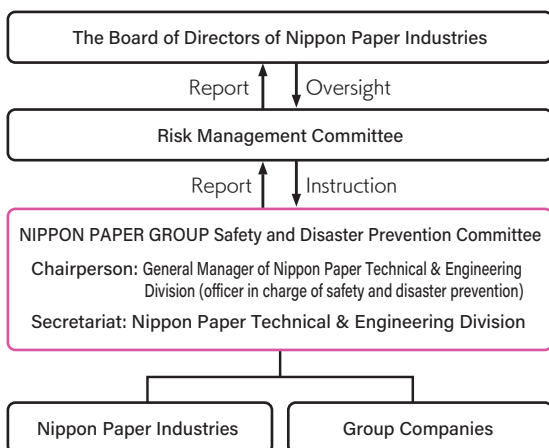 The Board of Directors of Nippon Paper Industries
Report
Oversight
Risk Management Committee
Report
Instruction
NIPPON PAPER GROUP Safety and Disaster Prevention Committee
Chairperson: General Manager of Nippon Paper Technical & Engineering
Division (officer in charge of safety and disaster prevention)
Secretariat: Nippon Paper Technical & Engineering Division
Nippon Paper Industries
Group Companies